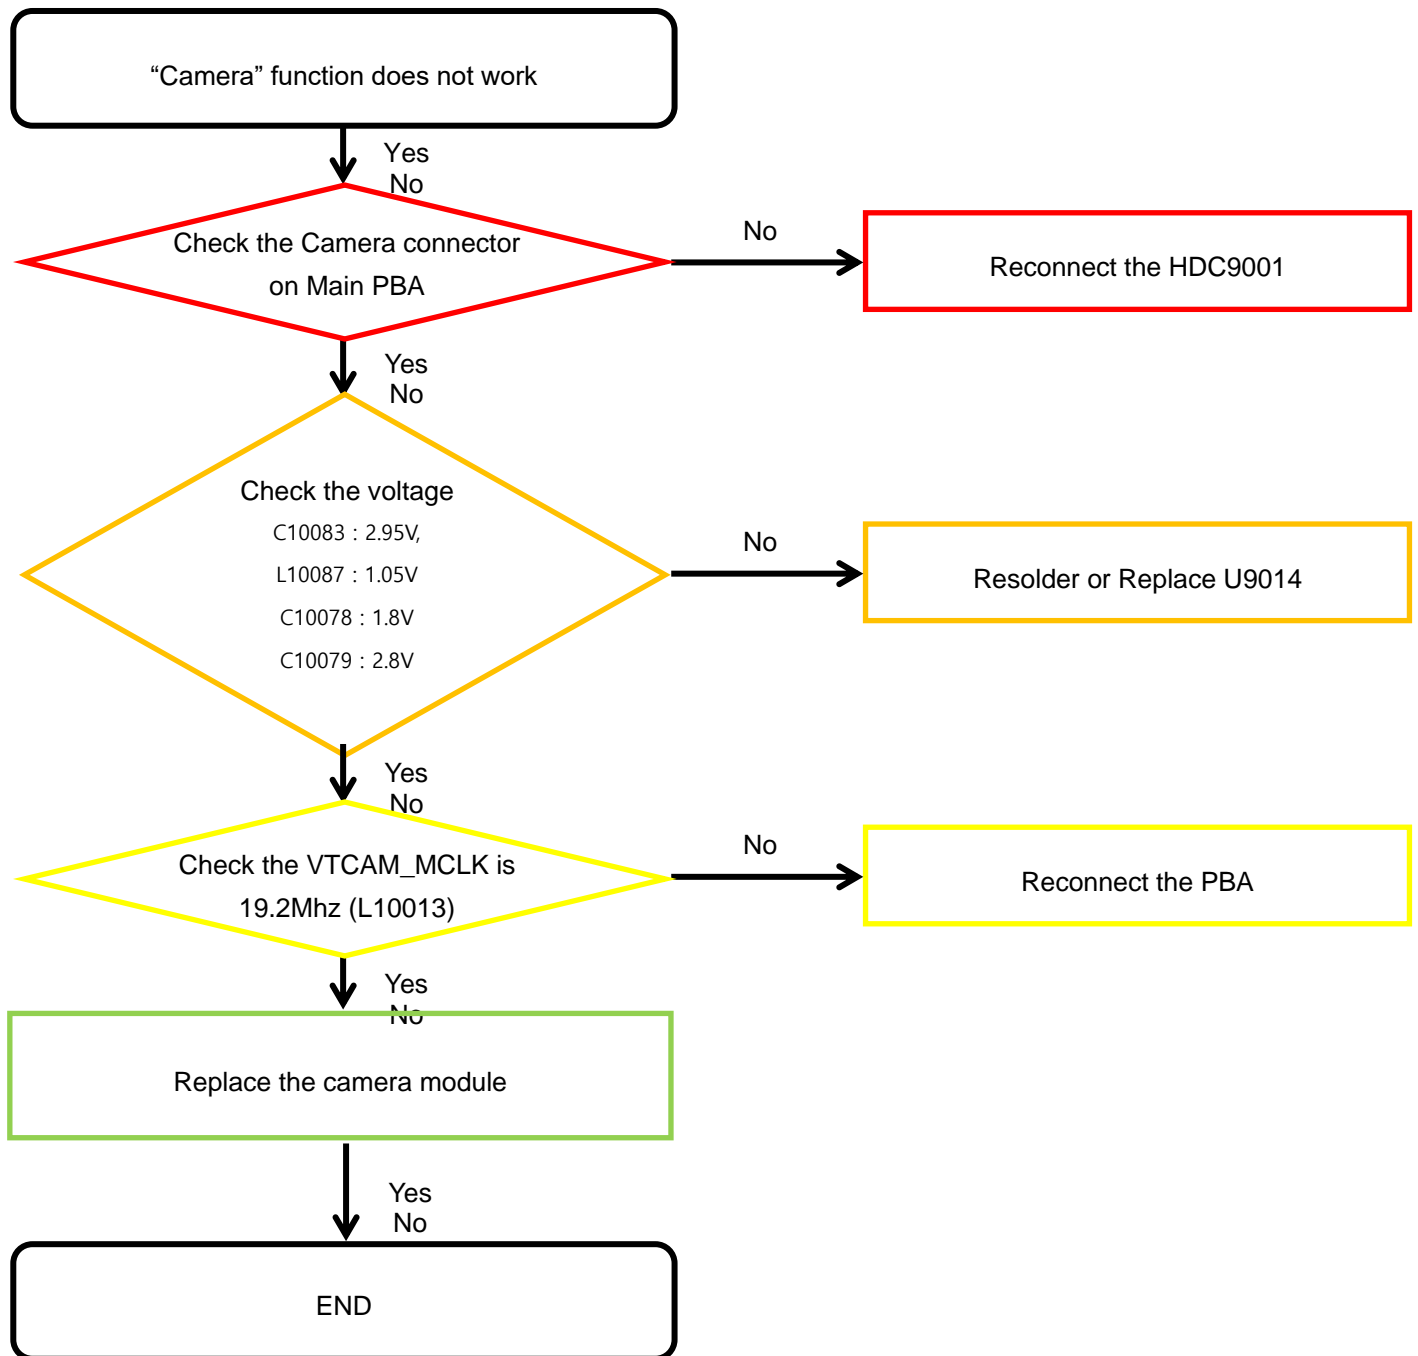 “Camera” function does not work
Yes
No
Check the Camera connector
on Main PBA
No
Reconnect the HDC9001
Yes
No
Check the voltage
C10083 : 2.95V,
L10087 : 1.05V
C10078 : 1.8V
C10079 : 2.8V
No
Resolder or Replace U9014
Yes
No
Check the VTCAM_MCLK is
19.2Mhz (L10013)
No
Reconnect the PBA
Yes
No
Replace the camera module
Yes
No
END